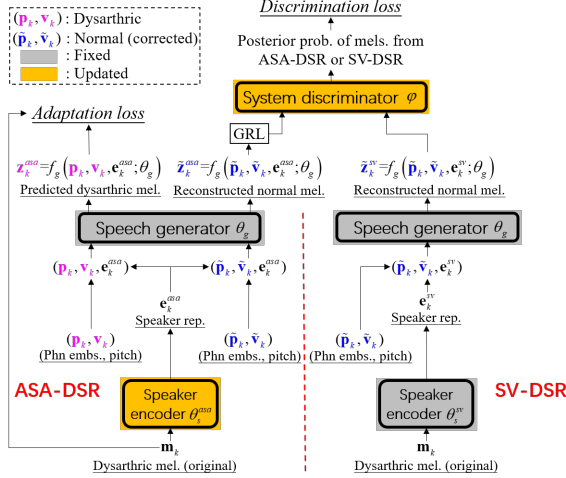 Discrimination loss
(p_k, v_k) : Dysarthric
(p̃_k, ṽ_k) : Normal (corrected)
: Fixed
: Updated
Posterior prob. of mels. from
ASA-DSR or SV-DSR
System discriminator φ
Adaptation loss
GRL
z_k^{asa}=f_g(p_k, v_k, e_k^{asa}; θ_g)
Predicted dysarthric mel.
z̃_k^{asa}=f_g(p̃_k, ṽ_k, e_k^{asa}; θ_g)
Reconstructed normal mel.
z̃_k^{sv}=f_g(p̃_k, ṽ_k, e_k^{sv}; θ_g)
Reconstructed normal mel.
Speech generator θ_g
Speech generator θ_g
(p_k, v_k, e_k^{asa})
(p̃_k, ṽ_k, e_k^{asa})
(p̃_k, ṽ_k, e_k^{sv})
e_k^{asa}
Speaker rep.
e_k^{sv}
Speaker rep.
(p_k, v_k)
(Phn embs., pitch)
(p̃_k, ṽ_k)
(Phn embs., pitch)
(p̃_k, ṽ_k)
(Phn embs., pitch)
ASA-DSR
Speaker
encoder θ_s^{asa}
Speaker
encoder θ_s^{sv}
SV-DSR
m_k
Dysarthric mel. (original)
m_k
Dysarthric mel. (original)